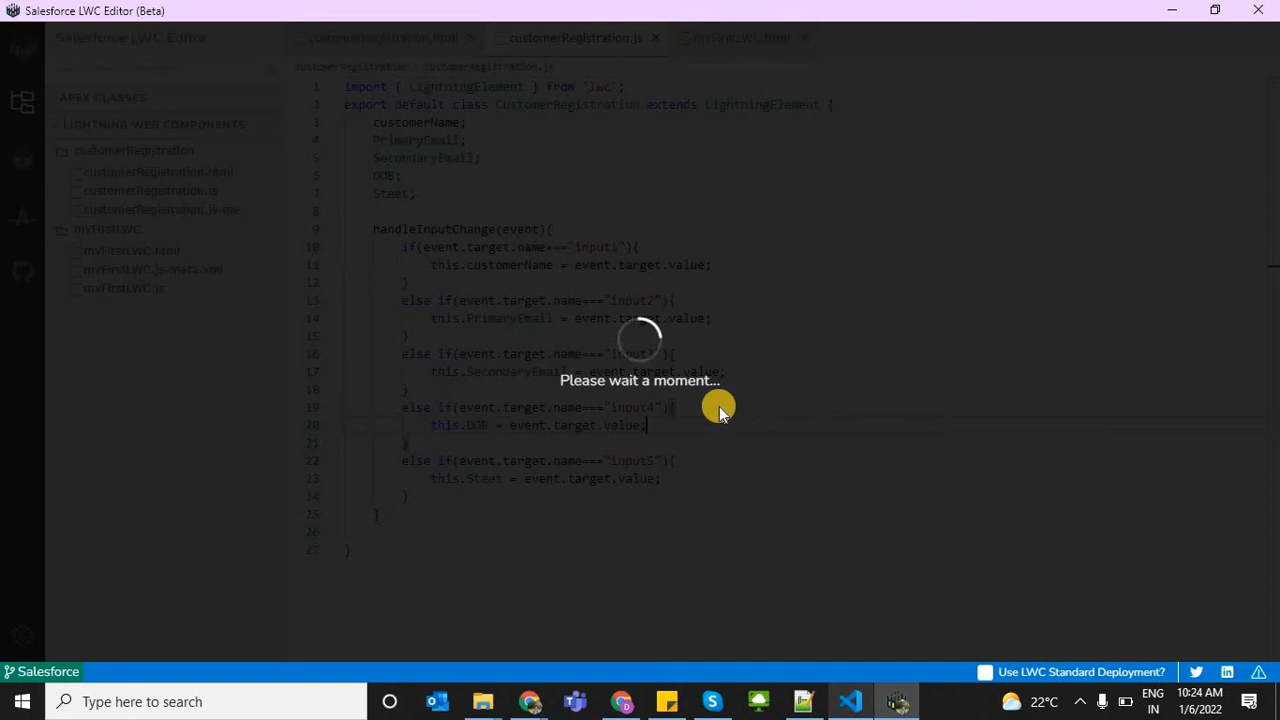 Salesforce LWC Editor (Beta)
Salesforce LWC Editor
customerRegistration.html
customerRegistration.js
myFirstLWC.html
customerRegistration
customerRegistration.js
APEX CLASSES
LIGHTNING WEB COMPONENTS
customerRegistration
customerRegistration.html
customerRegistration.js
customerRegistration.js-me
myFirstLWC
myFirstLWC.html
myFirstLWC.js-meta.xml
myFirstLWC.js
1 import { LightningElement } from 'lwc';
2 export default class CustomerRegistration extends LightningElement {
3 customerName;
4 PrimaryEmail;
5 SecondaryEmail;
6 DOB;
7 Steet;
8
9 handleInputChange(event){
10 if(event.target.name==="input1"){
11 this.customerName = event.target.value;
12 }
13 else if(event.target.name==="input2"){
14 this.PrimaryEmail = event.target.value;
15 }
16 else if(event.target.name==="input3"){
17 this.SecondaryEmail = event.target.value;
18 }
19 else if(event.target.name==="input4"){
20 this.DOB = event.target.value;
21 }
22 else if(event.target.name==="input5"){
23 this.Steet = event.target.value;
24 }
25 }
26
27 }
Please wait a moment...
Salesforce
Use LWC Standard Deployment?
Type here to search
22°C
ENG
IN
10:24 AM
1/6/2022